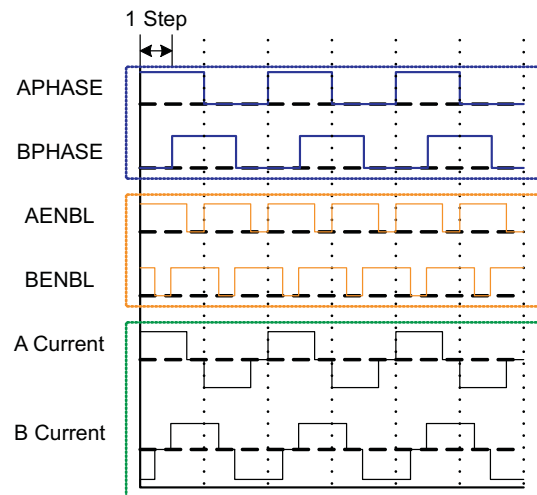 1 Step
APHASE
BPHASE
AENBL
BENBL
A Current
B Current